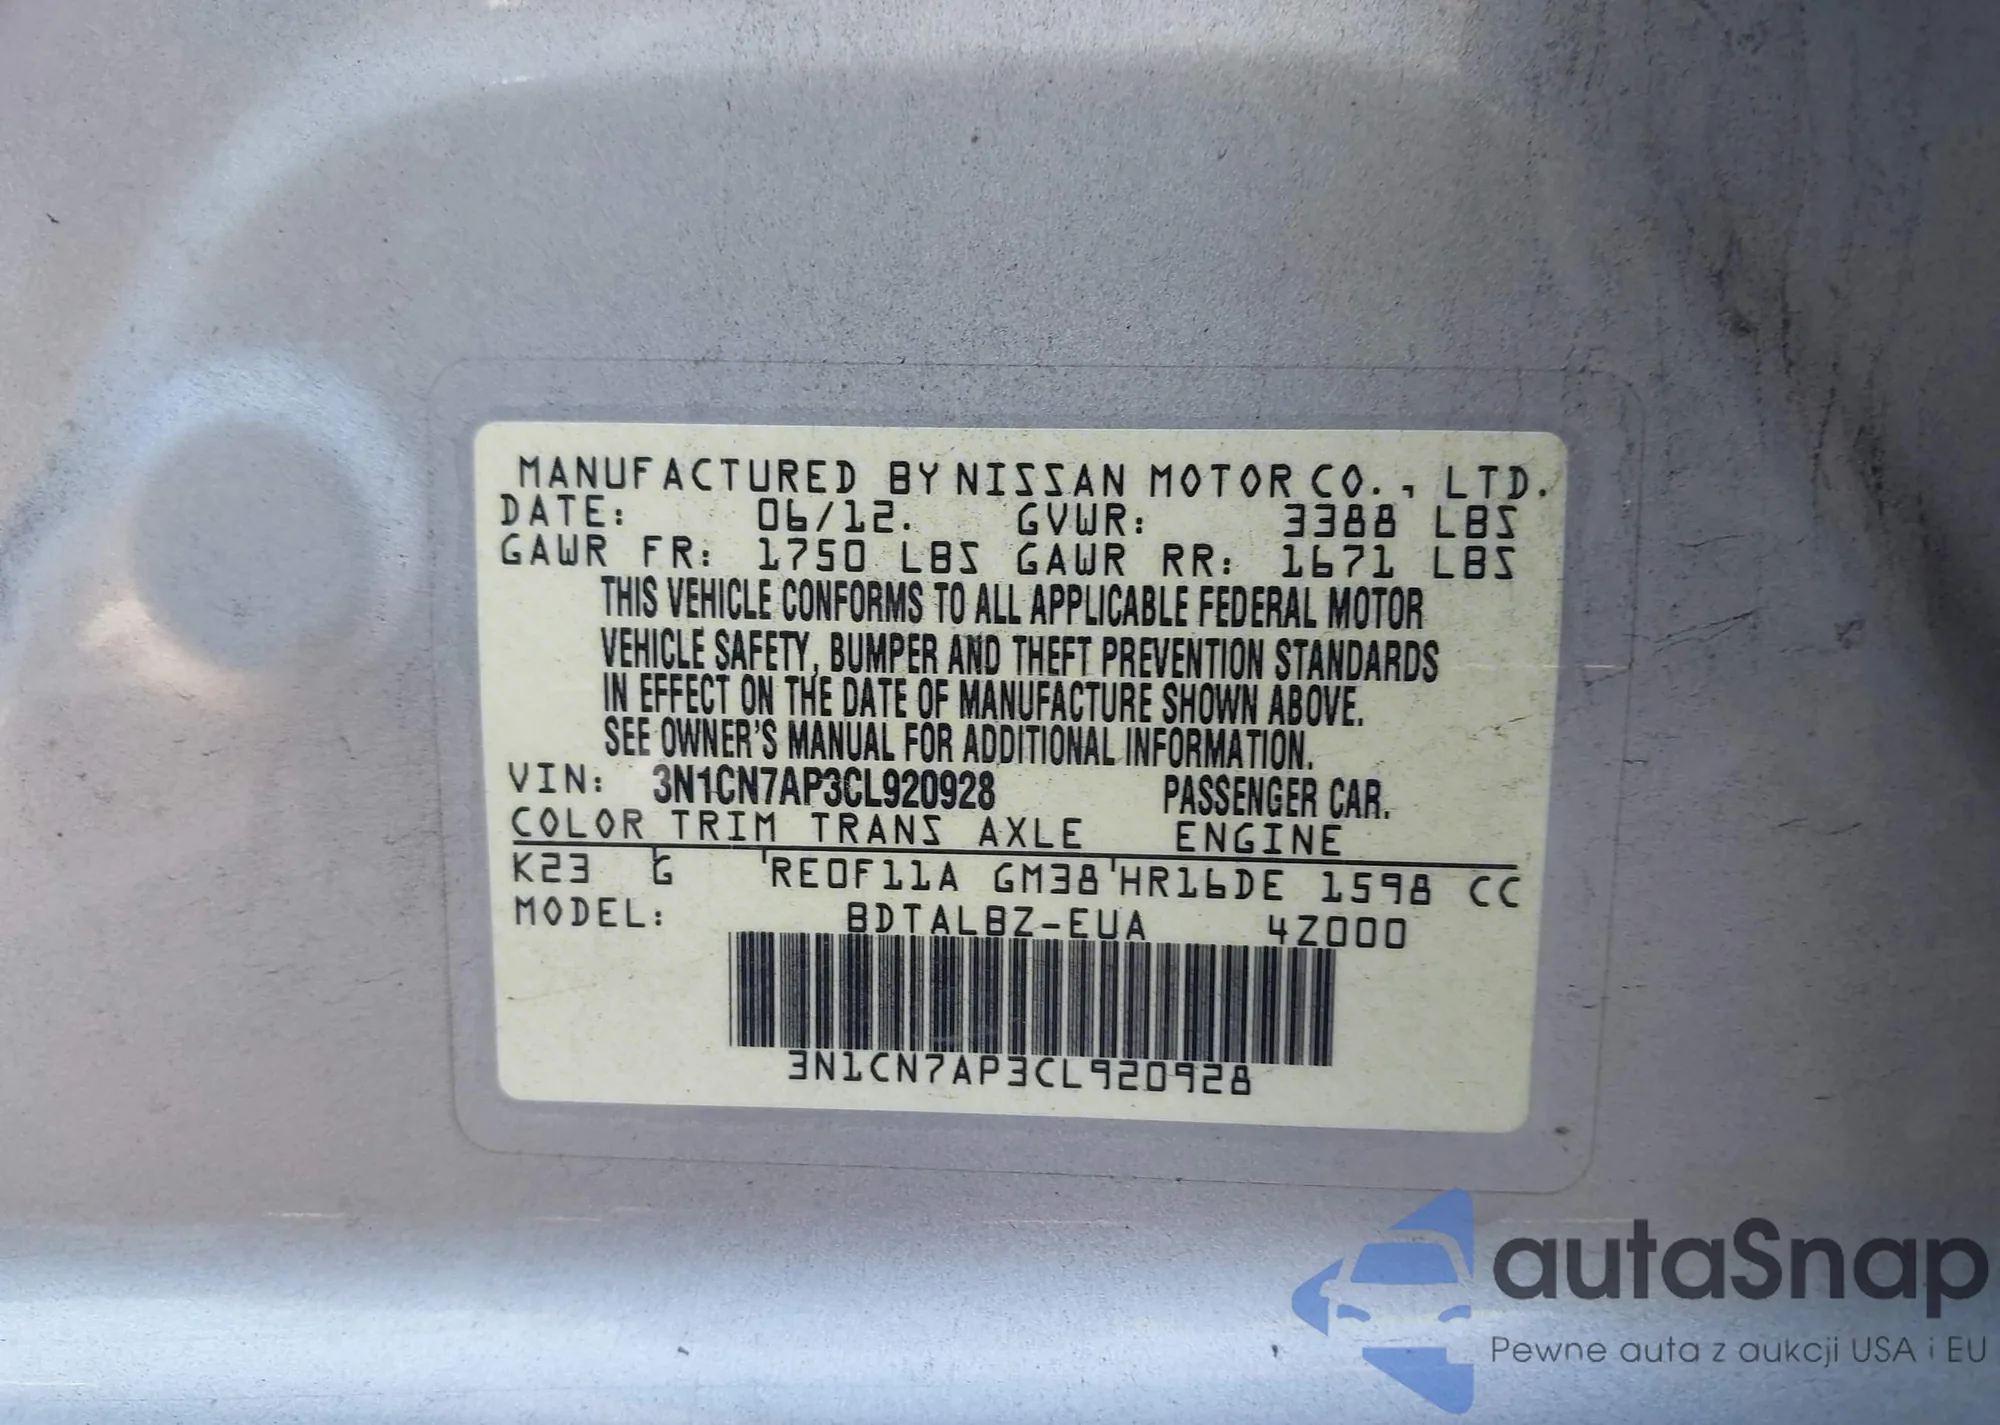 MANUFACTURED BY NISSAN MOTOR CO., LTD.
DATE: 06/12. GVWR: 3388 LBS
GAWR FR: 1750 LBS GAWR RR: 1671 LBS
THIS VEHICLE CONFORMS TO ALL APPLICABLE FEDERAL MOTOR
VEHICLE SAFETY, BUMPER AND THEFT PREVENTION STANDARDS
IN EFFECT ON THE DATE OF MANUFACTURE SHOWN ABOVE.
SEE OWNER'S MANUAL FOR ADDITIONAL INFORMATION.
VIN: 3N1CN7AP3CL920928 PASSENGER CAR.
COLOR TRIM TRANS AXLE ENGINE
K23 G RE0F11A GM38 HR16DE 1598 CC
MODEL: BDTALBZ-EUA 4Z000
3N1CN7AP3CL920928
autaSnap
Pewne auta z aukcji USA i EU